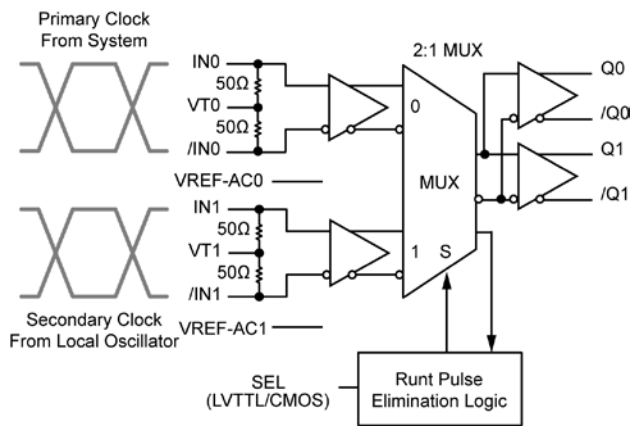 Primary Clock
From System
IN0
50Ω
VT0
50Ω
/IN0
VREF-AC0
IN1
50Ω
VT1
50Ω
/IN1
VREF-AC1
Secondary Clock
From Local Oscillator
2:1 MUX
0
MUX
1
S
Q0
/Q0
Q1
/Q1
SEL
(LVTTL/CMOS)
Runt Pulse
Elimination Logic